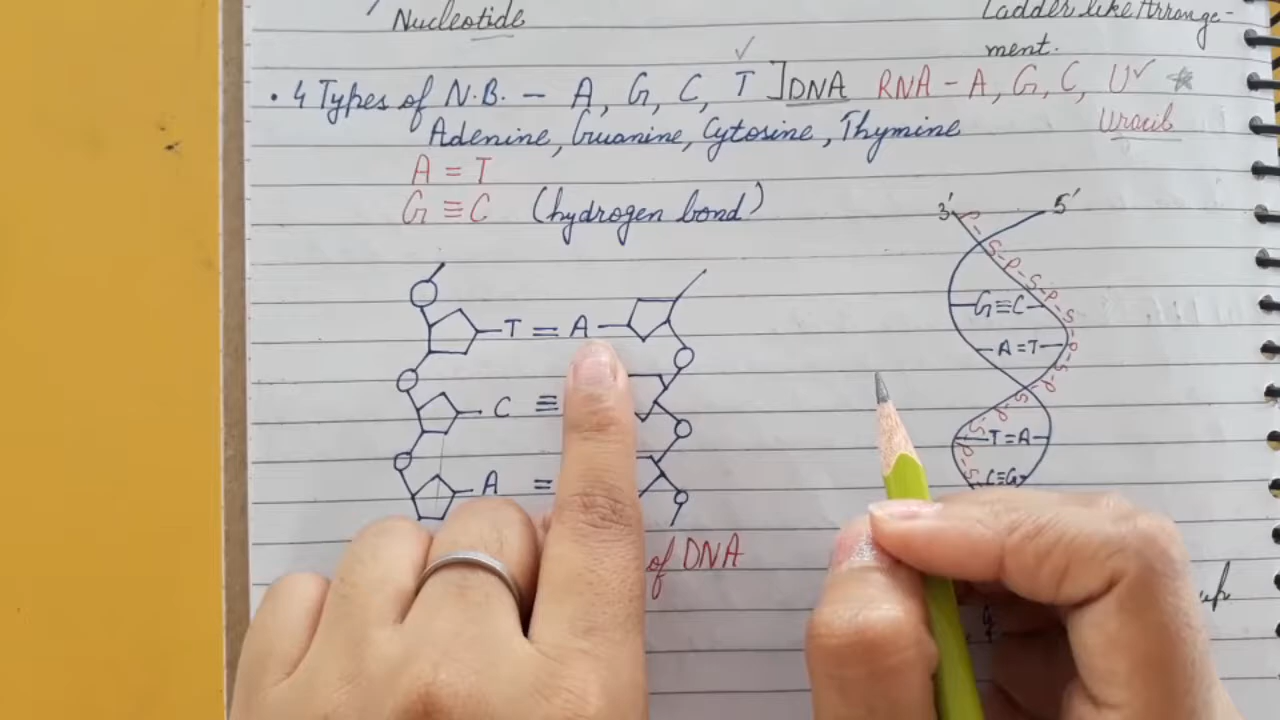 Nucleotide
Ladder like Arrange-
ment.
• 4 Types of N.B. – A, G, C, T ] DNA RNA – A, G, C, U ✓
Adenine, Guanine, Cytosine, Thymine
Uracil
A = T
G ≡ C (hydrogen bond)
3' 5'
S-P-S-P-S
G≡C
A=T
P-S-P-S
T=A
C≡G
T = A
C ≡
A =
of DNA